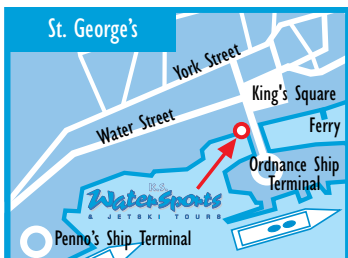 St. George's
York Street
King's Square
Water Street
Ferry
Ordnance Ship
Terminal
K.S.
WaterSports
& JETSKI TOURS
Penno's Ship Terminal